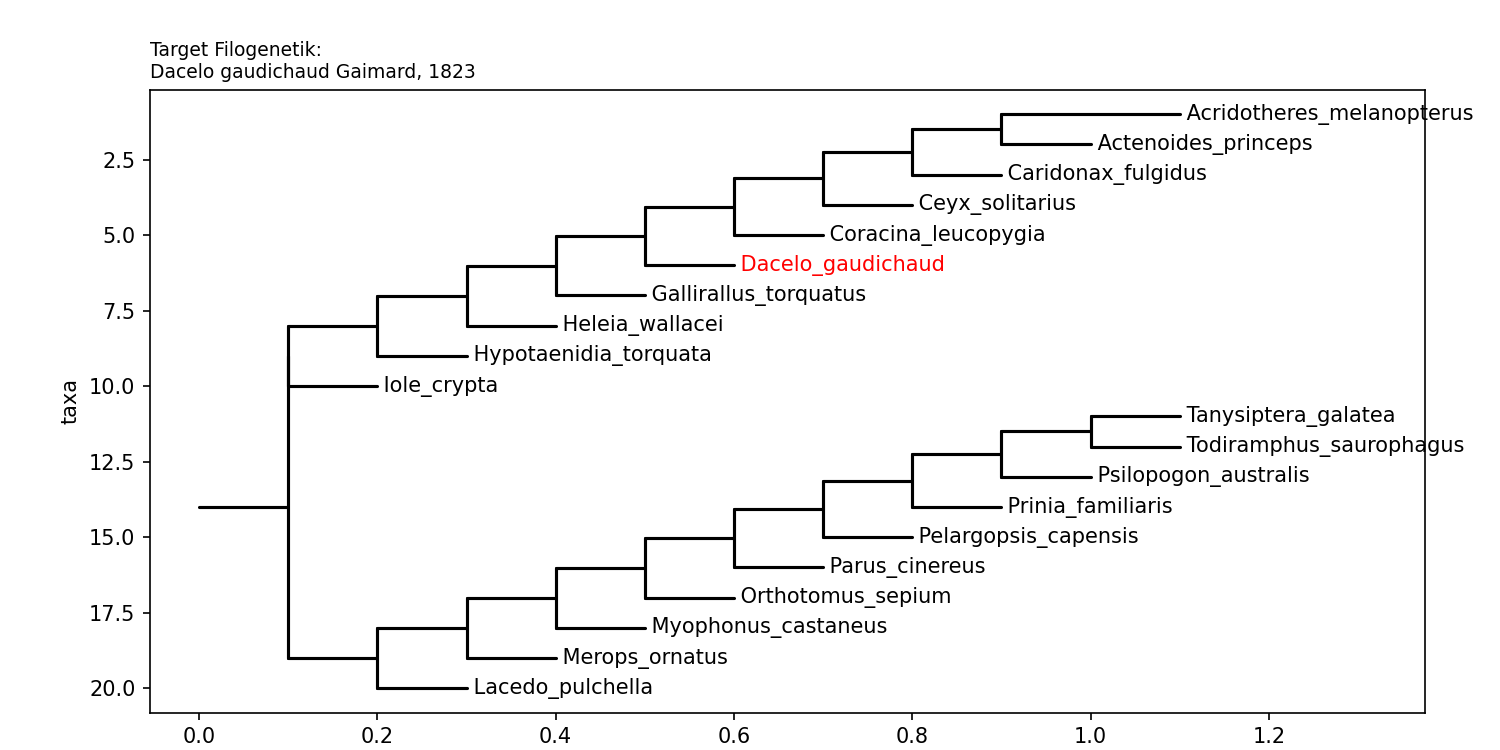 Target Filogenetik:
Dacelo gaudichaud Gaimard, 1823
Acridotheres_melanopterus
Actenoides_princeps
2.5
Caridonax_fulgidus
Ceyx_solitarius
5.0
Coracina_leucopygia
Dacelo_gaudichaud
Gallirallus_torquatus
7.5
Heleia_wallacei
Hypotaenidia_torquata
10.0
Iole_crypta
taxa
Tanysiptera_galatea
Todiramphus_saurophagus
12.5
Psilopogon_australis
Prinia_familiaris
15.0
Pelargopsis_capensis
Parus_cinereus
Orthotomus_sepium
17.5
Myophonus_castaneus
Merops_ornatus
20.0
Lacedo_pulchella
0.0 0.2 0.4 0.6 0.8 1.0 1.2